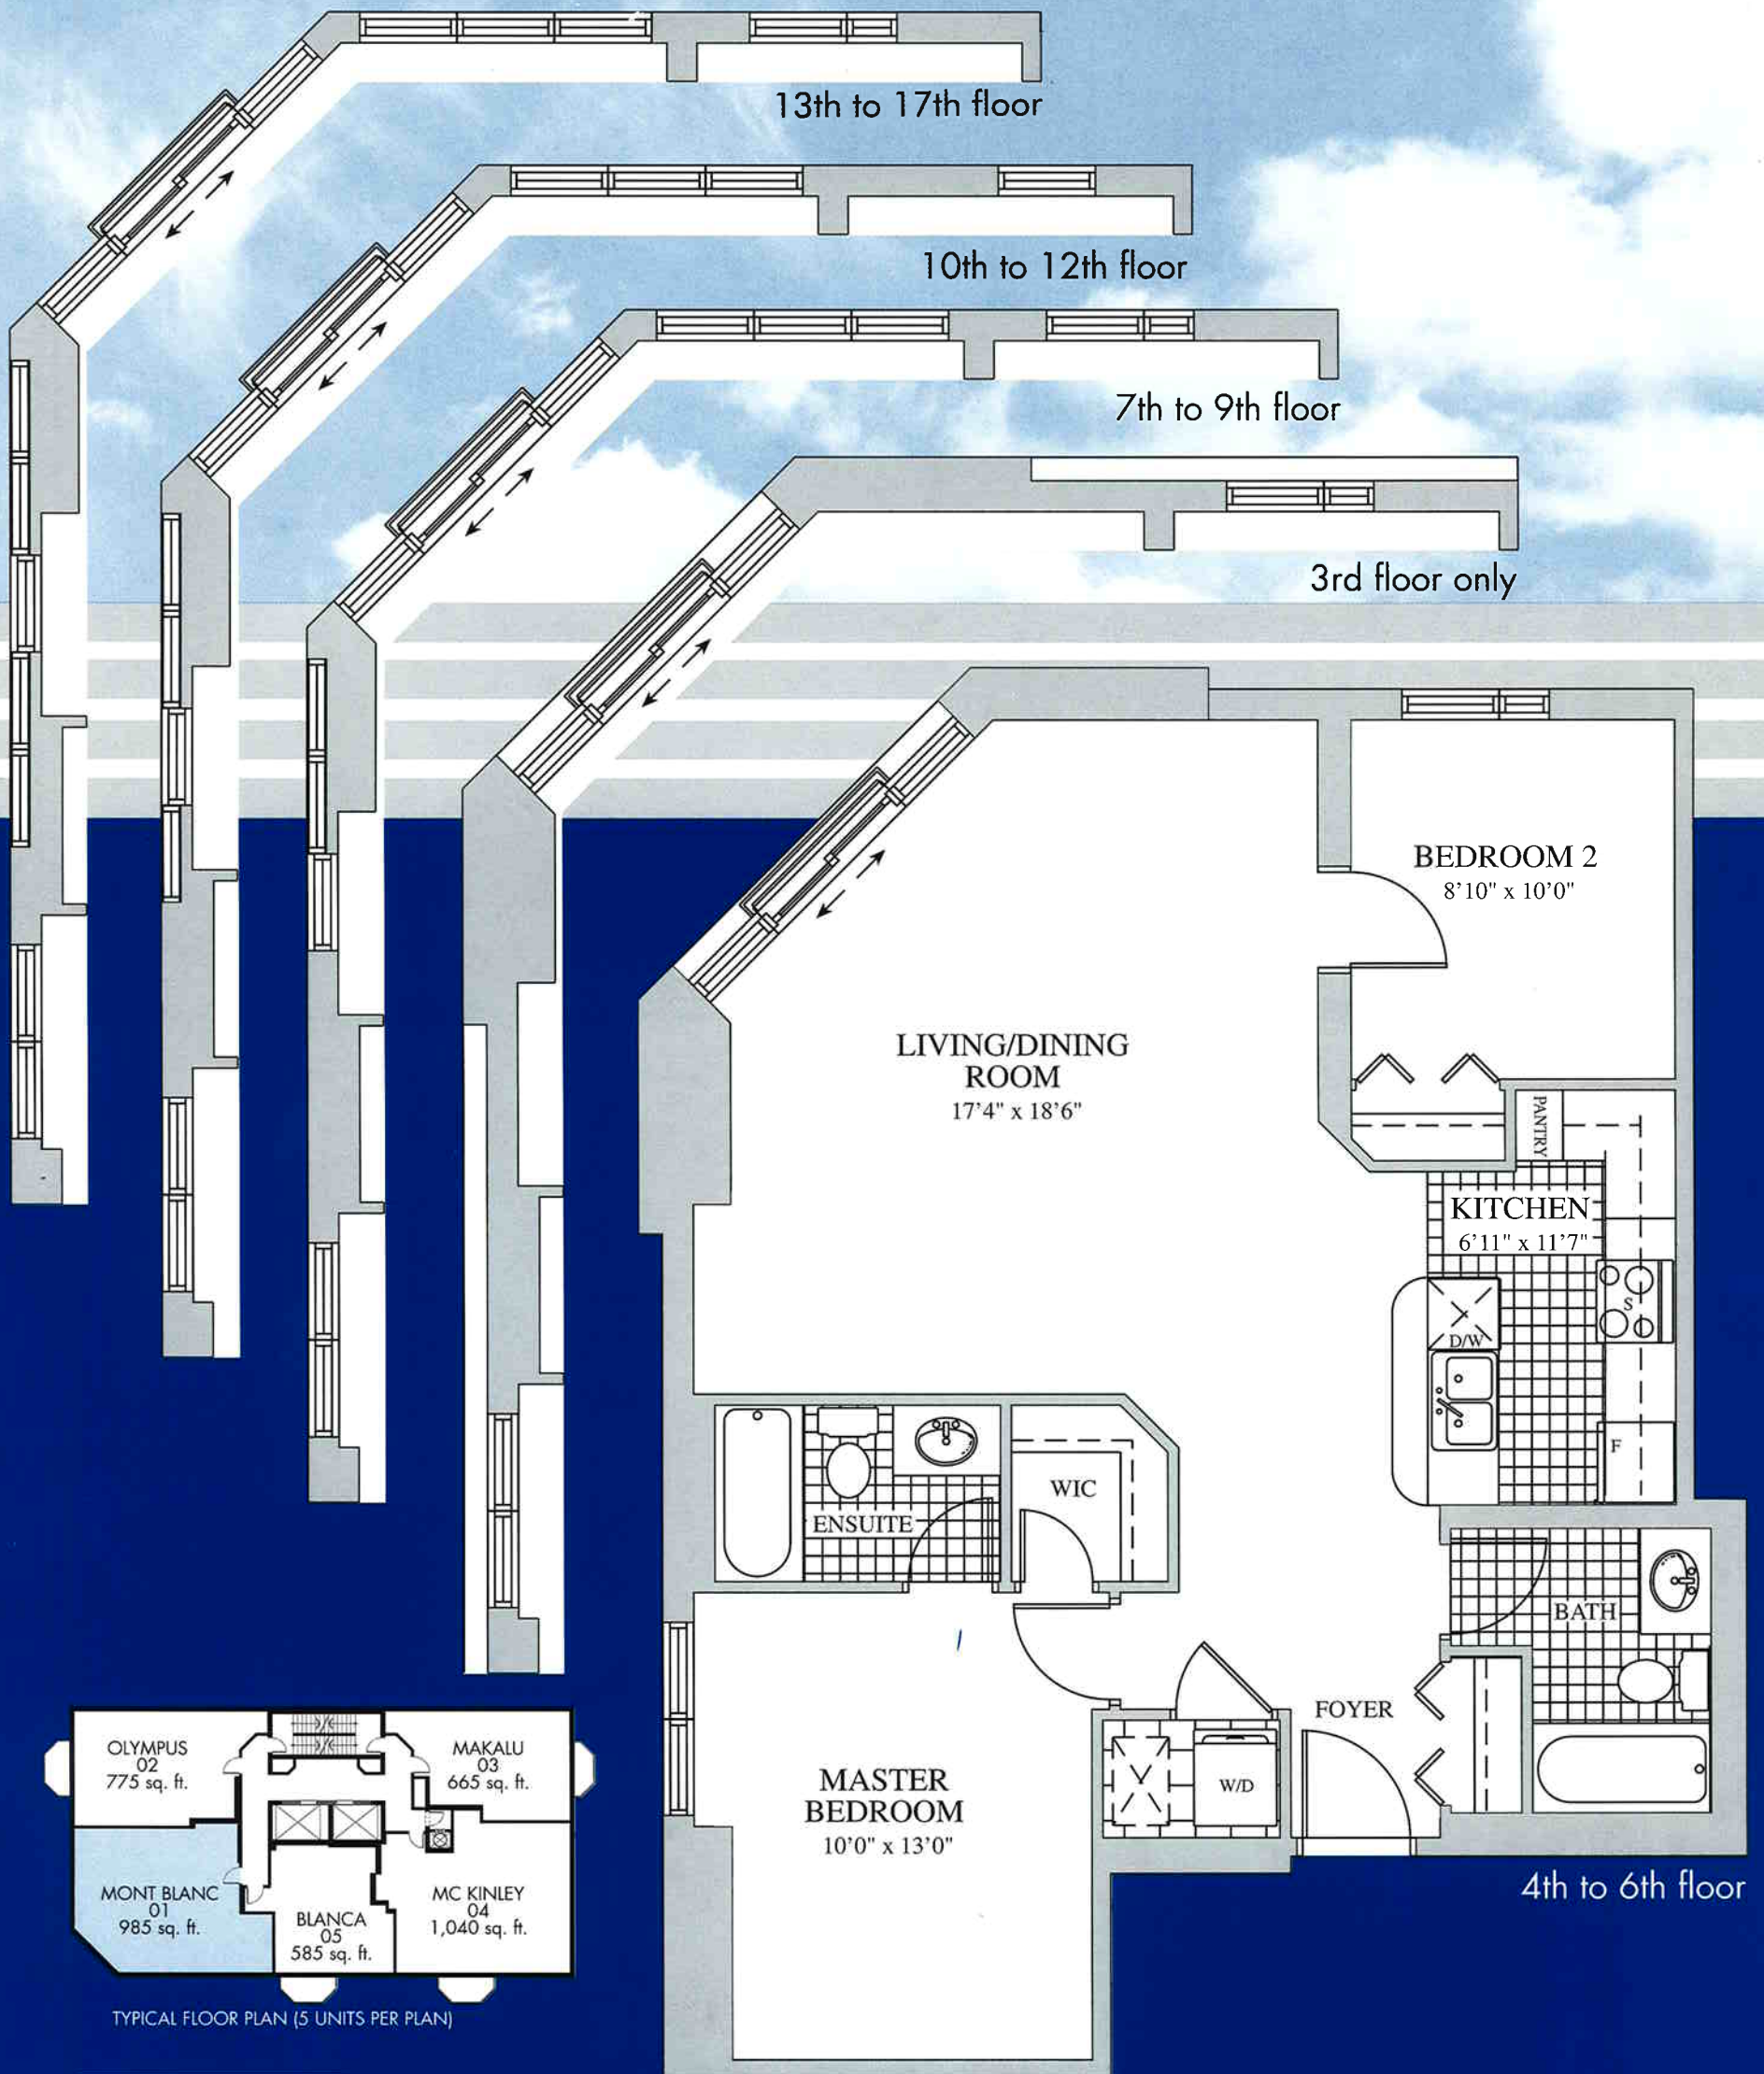 13th to 17th floor
10th to 12th floor
7th to 9th floor
3rd floor only
BEDROOM 2
8'10" x 10'0"
LIVING/DINING
ROOM
17'4" x 18'6"
PANTRY
KITCHEN
6'11" x 11'7"
S
D/W
F
WIC
ENSUITE
BATH
FOYER
W/D
MASTER
BEDROOM
10'0" x 13'0"
4th to 6th floor
OLYMPUS
02
775 sq. ft.
MAKALU
03
665 sq. ft.
MONT BLANC
01
985 sq. ft.
BLANCA
05
585 sq. ft.
MC KINLEY
04
1,040 sq. ft.
TYPICAL FLOOR PLAN (5 UNITS PER PLAN)